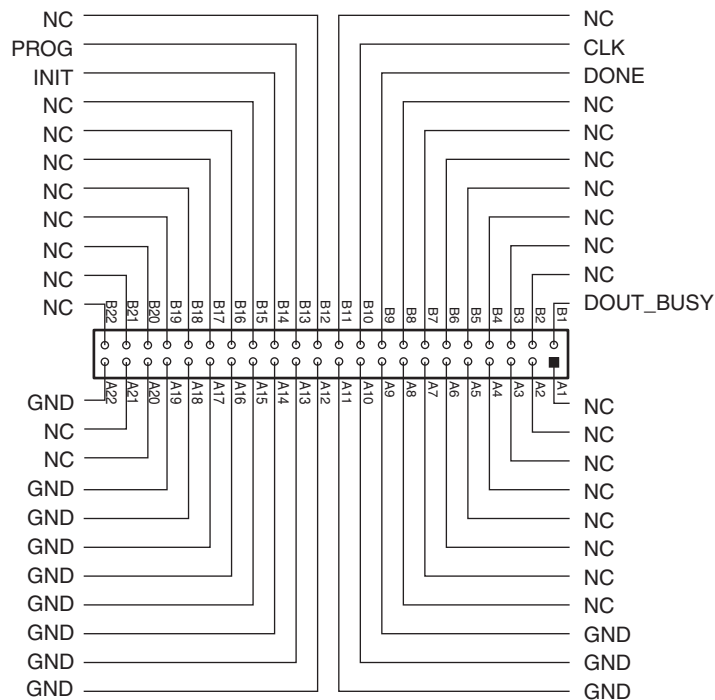 NC
PROG
INIT
NC
NC
NC
NC
NC
NC
NC
NC
NC
CLK
DONE
NC
NC
NC
NC
NC
NC
NC
DOUT_BUSY
B22
B21
B20
B19
B18
B17
B16
B15
B14
B13
B12
B11
B10
B9
B8
B7
B6
B5
B4
B3
B2
B1
A22
A21
A20
A19
A18
A17
A16
A15
A14
A13
A12
A11
A10
A9
A8
A7
A6
A5
A4
A3
A2
A1
GND
NC
NC
GND
GND
GND
GND
GND
GND
GND
GND
NC
NC
NC
NC
NC
NC
NC
NC
GND
GND
GND